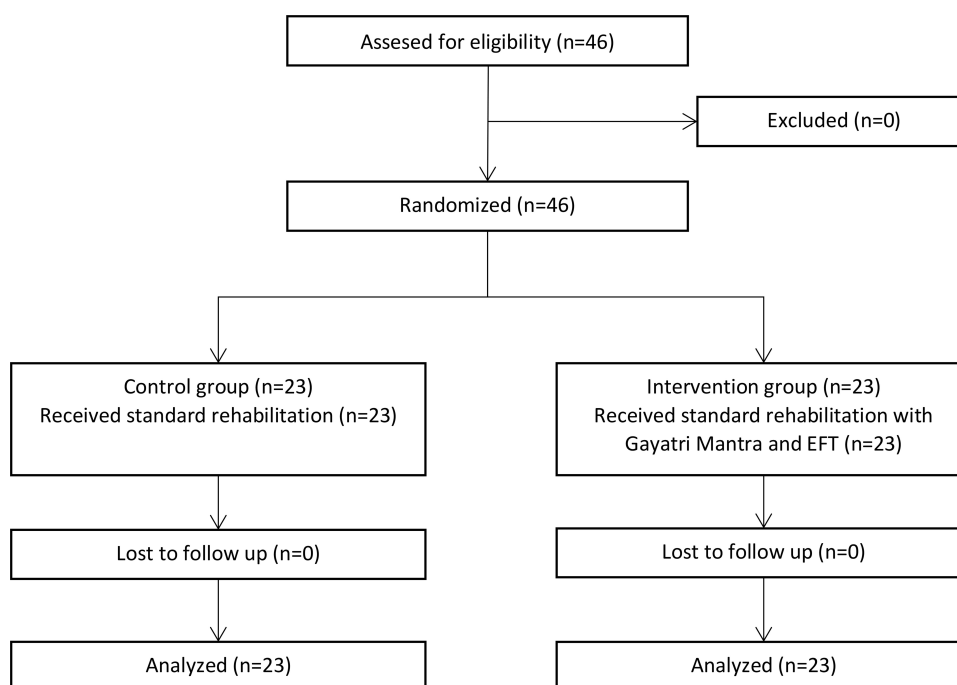 Assesed for eligibility (n=46)
Excluded (n=0)
Randomized (n=46)
Control group (n=23)
Received standard rehabilitation (n=23)
Intervention group (n=23)
Received standard rehabilitation with
Gayatri Mantra and EFT (n=23)
Lost to follow up (n=0)
Lost to follow up (n=0)
Analyzed (n=23)
Analyzed (n=23)